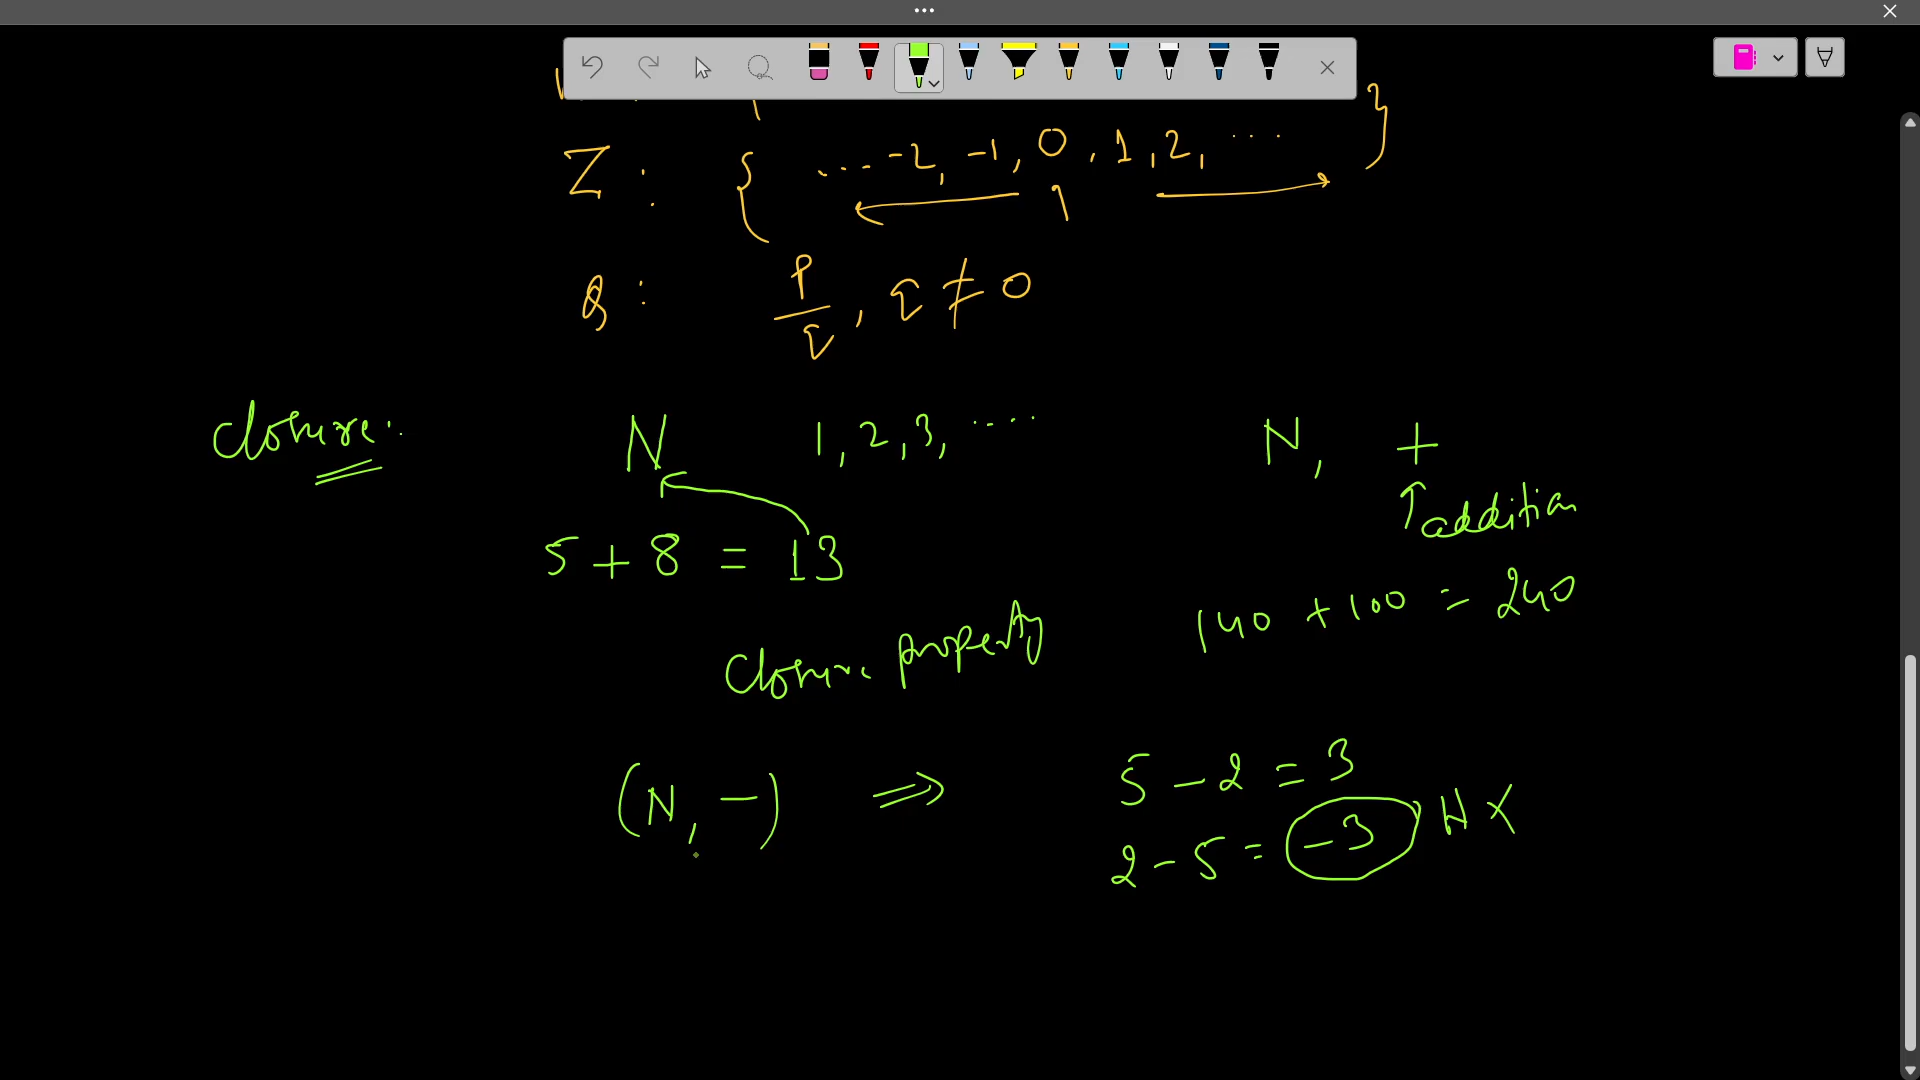 Z : { ... -2, -1, 0, 1, 2, ... }
Q : p/q, q ≠ 0
Closure: N 1, 2, 3, .... N, +
addition
5 + 8 = 13
140 + 100 = 240
Closure property
(N, -) ⇒ 5 - 2 = 3
2 - 5 = -3 N X